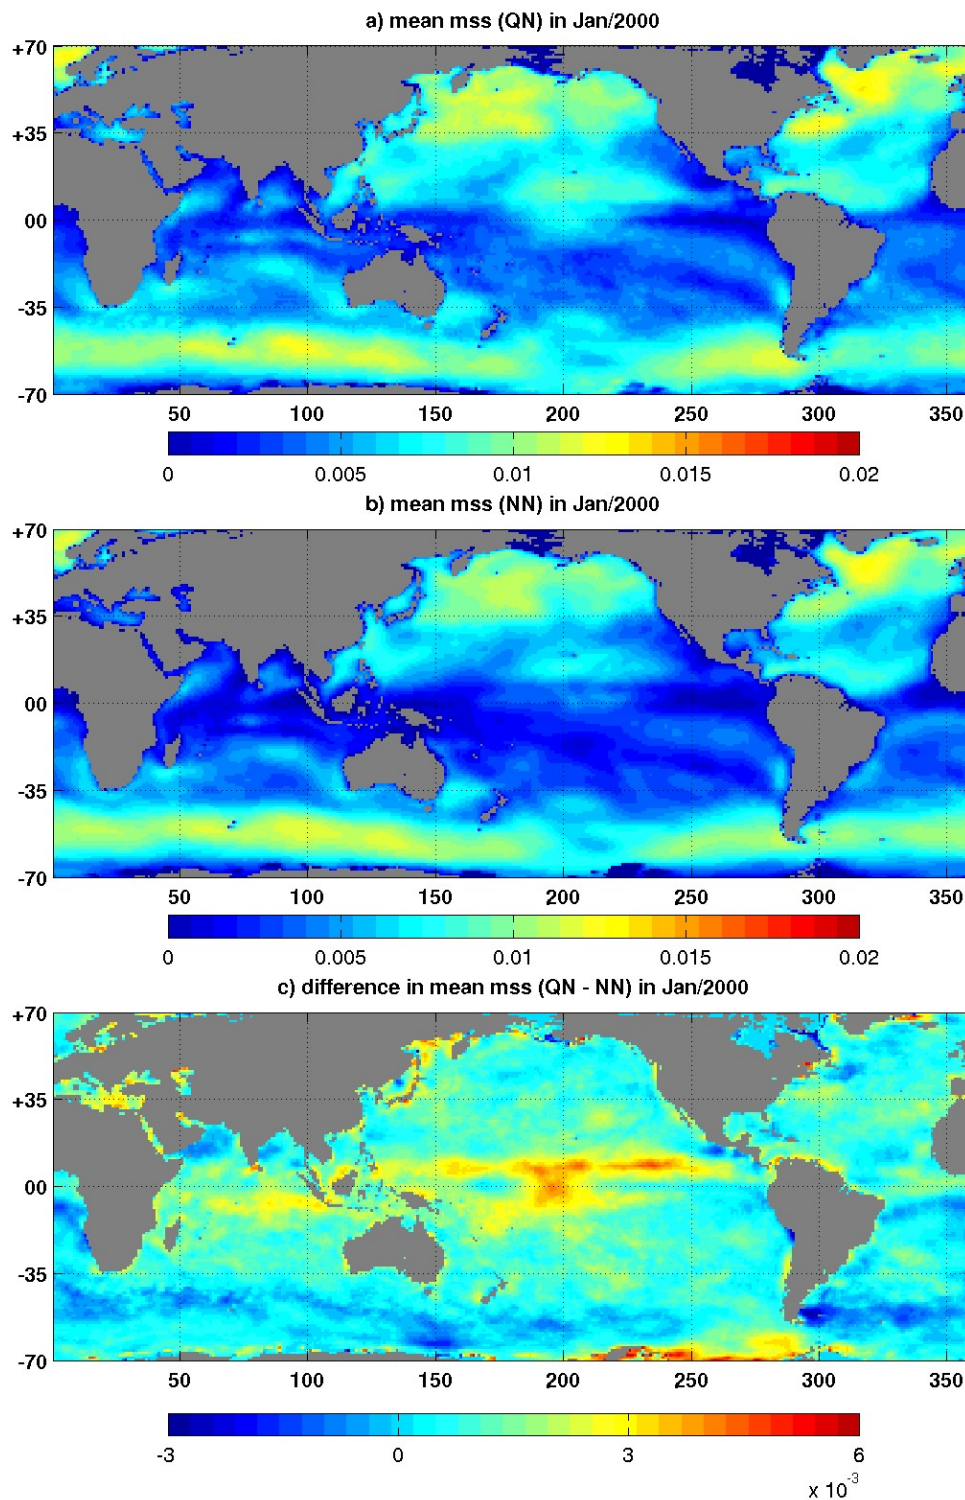 a) mean mss (QN) in Jan/2000
+70
+35
00
-35
-70
50 100 150 200 250 300 350
0 0.005 0.01 0.015 0.02
b) mean mss (NN) in Jan/2000
+70
+35
00
-35
-70
50 100 150 200 250 300 350
0 0.005 0.01 0.015 0.02
c) difference in mean mss (QN - NN) in Jan/2000
+70
+35
00
-35
-70
50 100 150 200 250 300 350
-3 0 3 6
x 10-3